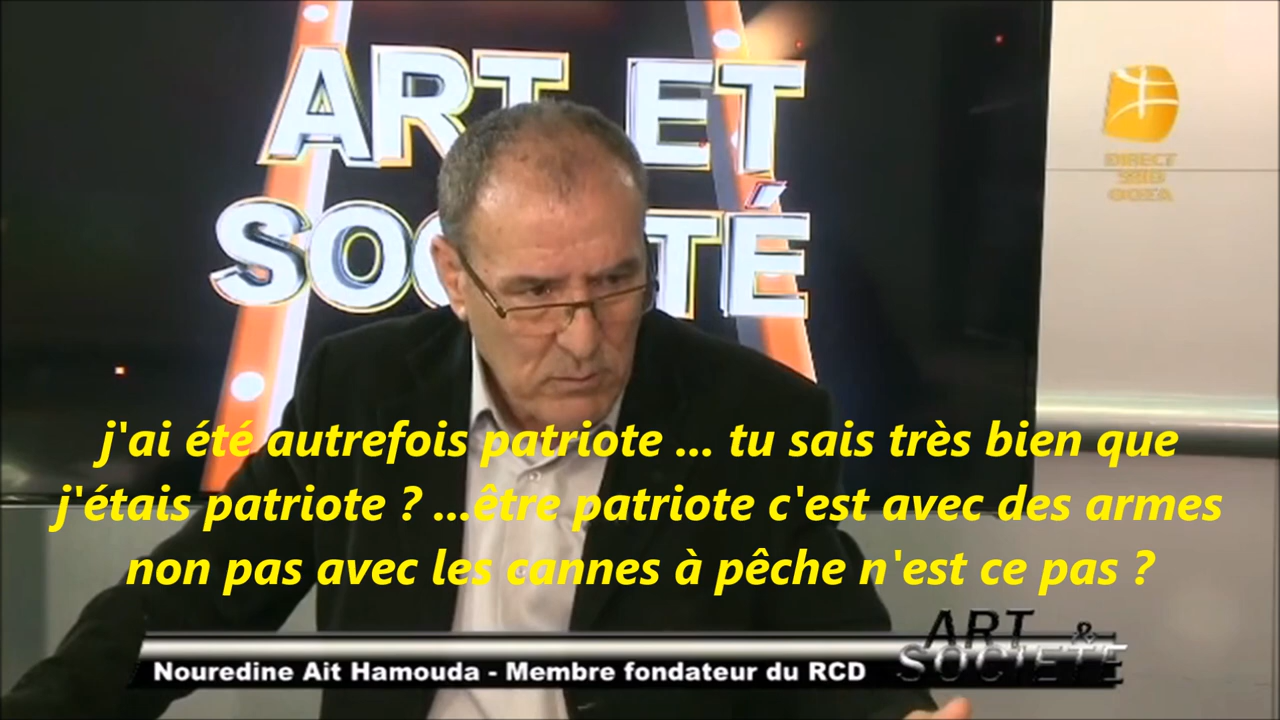 ART ET
SOCIÉTÉ
DIRECT
j'ai été autrefois patriote ... tu sais très bien que
j'étais patriote ? ...être patriote c'est avec des armes
non pas avec les cannes à pêche n'est ce pas ?
ART &
SOCIETE
Nouredine Ait Hamouda - Membre fondateur du RCD